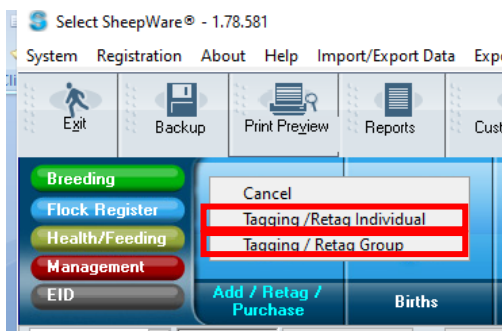 Select SheepWare® - 1.78.581
System Registration About Help Import/Export Data
Exit Backup Print Preview Reports
Breeding
Flock Register
Health/Feeding
Management
EID
Cancel
Tagging /Retag Individual
Tagging / Retag Group
Add / Retag /
Purchase
Births